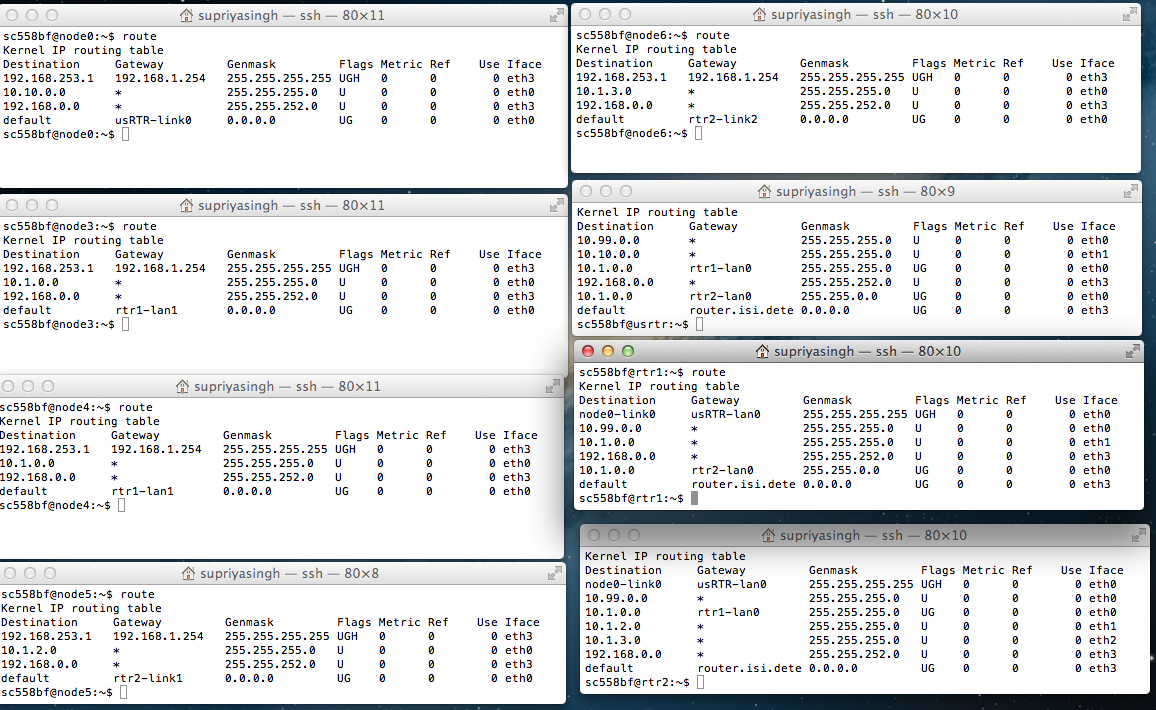 supriyasingh — ssh — 80×11
sc558bf@node0:~$ route
Kernel IP routing table
Destination Gateway Genmask Flags Metric Ref Use Iface
192.168.253.1 192.168.1.254 255.255.255.255 UGH 0 0 0 eth3
10.10.0.0 * 255.255.255.0 U 0 0 0 eth0
192.168.0.0 * 255.255.252.0 U 0 0 0 eth3
default usRTR-link0 0.0.0.0 UG 0 0 0 eth0
sc558bf@node0:~$
supriyasingh — ssh — 80×11
sc558bf@node3:~$ route
Kernel IP routing table
Destination Gateway Genmask Flags Metric Ref Use Iface
192.168.253.1 192.168.1.254 255.255.255.255 UGH 0 0 0 eth3
10.1.0.0 * 255.255.255.0 U 0 0 0 eth0
192.168.0.0 * 255.255.252.0 U 0 0 0 eth3
default rtr1-lan1 0.0.0.0 UG 0 0 0 eth0
sc558bf@node3:~$
supriyasingh — ssh — 80×11
sc558bf@node4:~$ route
Kernel IP routing table
Destination Gateway Genmask Flags Metric Ref Use Iface
192.168.253.1 192.168.1.254 255.255.255.255 UGH 0 0 0 eth3
10.1.0.0 * 255.255.255.0 U 0 0 0 eth0
192.168.0.0 * 255.255.252.0 U 0 0 0 eth3
default rtr1-lan1 0.0.0.0 UG 0 0 0 eth0
sc558bf@node4:~$
supriyasingh — ssh — 80×8
sc558bf@node5:~$ route
Kernel IP routing table
Destination Gateway Genmask Flags Metric Ref Use Iface
192.168.253.1 192.168.1.254 255.255.255.255 UGH 0 0 0 eth3
10.1.2.0 * 255.255.255.0 U 0 0 0 eth0
192.168.0.0 * 255.255.252.0 U 0 0 0 eth3
default rtr2-link1 0.0.0.0 UG 0 0 0 eth0
sc558bf@node5:~$
supriyasingh — ssh — 80×10
sc558bf@node6:~$ route
Kernel IP routing table
Destination Gateway Genmask Flags Metric Ref Use Iface
192.168.253.1 192.168.1.254 255.255.255.255 UGH 0 0 0 eth3
10.1.3.0 * 255.255.255.0 U 0 0 0 eth0
192.168.0.0 * 255.255.252.0 U 0 0 0 eth3
default rtr2-link2 0.0.0.0 UG 0 0 0 eth0
sc558bf@node6:~$
supriyasingh — ssh — 80×9
Kernel IP routing table
Destination Gateway Genmask Flags Metric Ref Use Iface
10.99.0.0 * 255.255.255.0 U 0 0 0 eth0
10.10.0.0 * 255.255.255.0 U 0 0 0 eth1
10.1.0.0 rtr1-lan0 255.255.255.0 UG 0 0 0 eth0
192.168.0.0 * 255.255.252.0 U 0 0 0 eth3
10.1.0.0 rtr2-lan0 255.255.0.0 UG 0 0 0 eth0
default router.isi.dete 0.0.0.0 UG 0 0 0 eth3
sc558bf@usrtr:~$
supriyasingh — ssh — 80×10
sc558bf@rtr1:~$ route
Kernel IP routing table
Destination Gateway Genmask Flags Metric Ref Use Iface
node0-link0 usRTR-lan0 255.255.255.255 UGH 0 0 0 eth0
10.99.0.0 * 255.255.255.0 U 0 0 0 eth0
10.1.0.0 * 255.255.255.0 U 0 0 0 eth1
192.168.0.0 * 255.255.252.0 U 0 0 0 eth3
10.1.0.0 rtr2-lan0 255.255.0.0 UG 0 0 0 eth0
default router.isi.dete 0.0.0.0 UG 0 0 0 eth3
sc558bf@rtr1:~$
supriyasingh — ssh — 80×10
Kernel IP routing table
Destination Gateway Genmask Flags Metric Ref Use Iface
node0-link0 usRTR-lan0 255.255.255.255 UGH 0 0 0 eth0
10.99.0.0 * 255.255.255.0 U 0 0 0 eth0
10.1.0.0 rtr1-lan0 255.255.255.0 UG 0 0 0 eth0
10.1.2.0 * 255.255.255.0 U 0 0 0 eth1
10.1.3.0 * 255.255.255.0 U 0 0 0 eth2
192.168.0.0 * 255.255.252.0 U 0 0 0 eth3
default router.isi.dete 0.0.0.0 UG 0 0 0 eth3
sc558bf@rtr2:~$